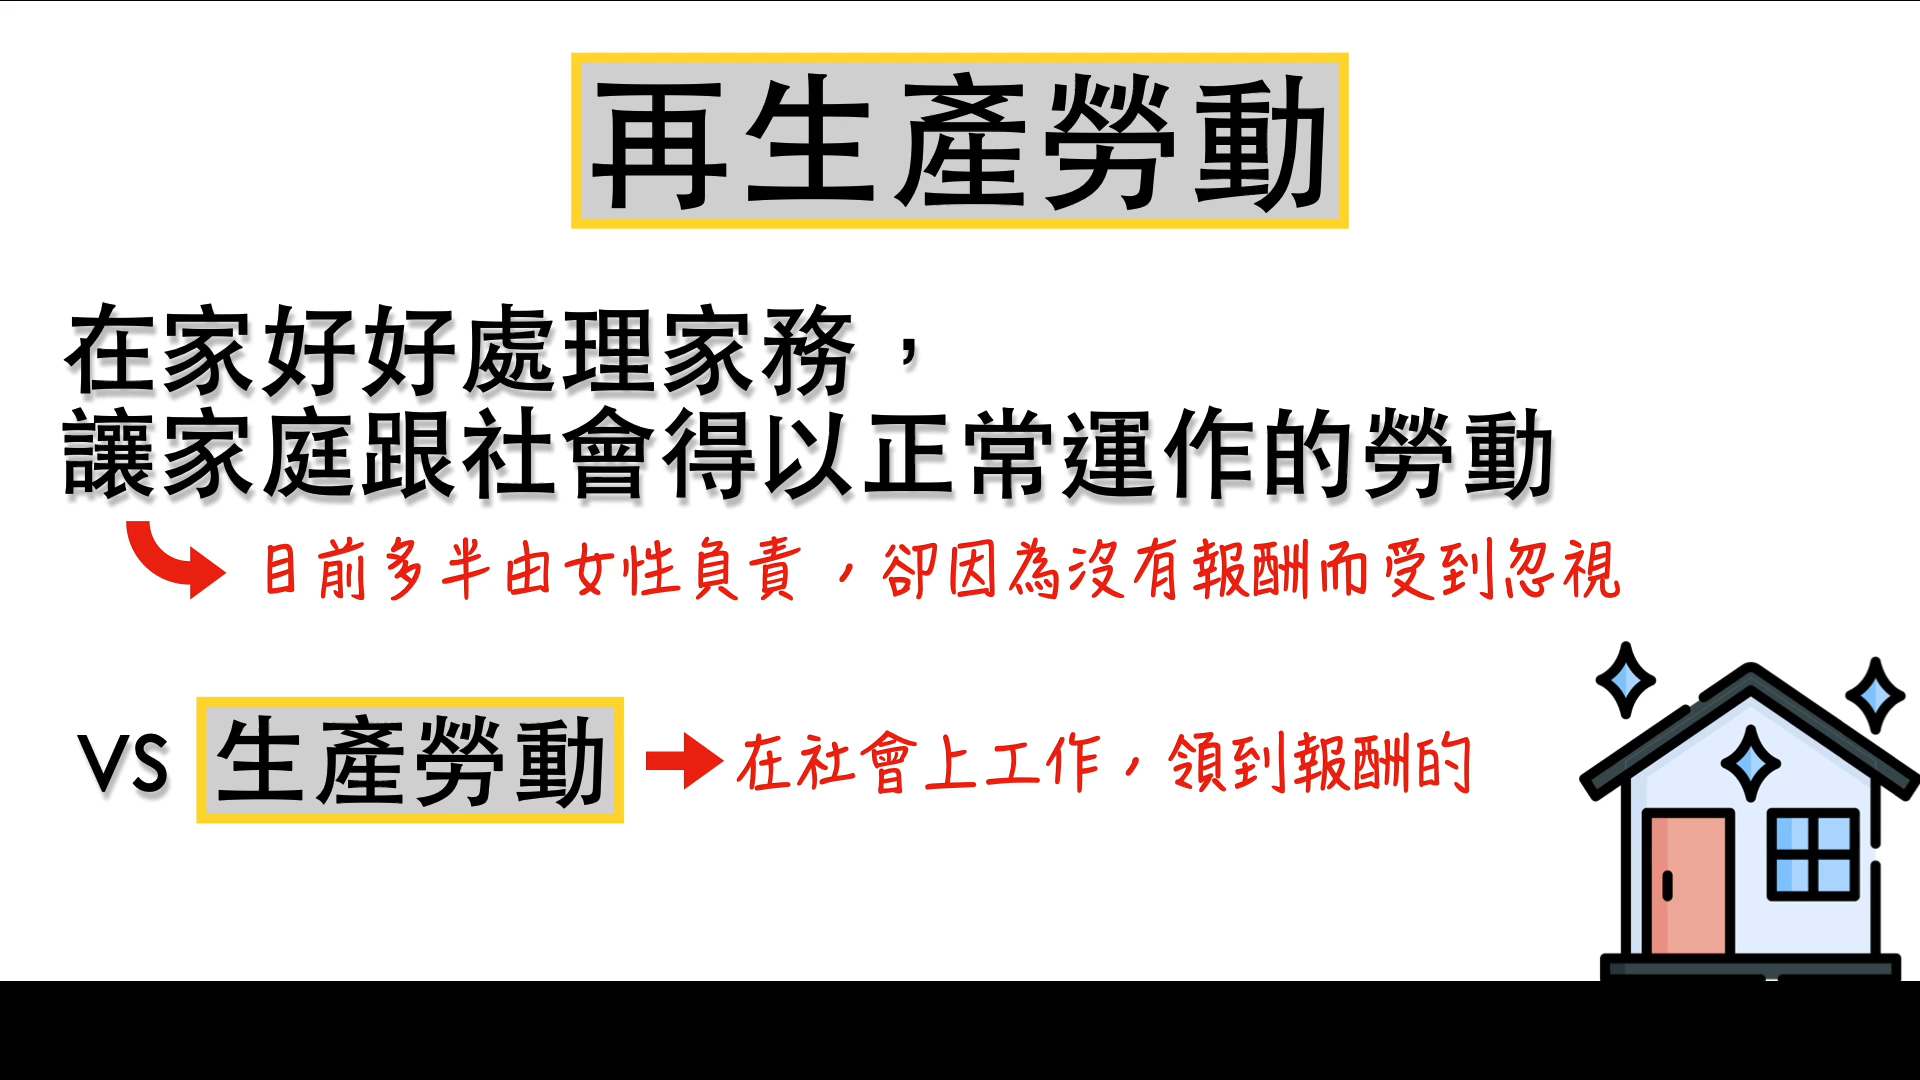 再生產勞動
在家好好處理家務，
讓家庭跟社會得以正常運作的勞動
目前多半由女性負責，卻因為沒有報酬而受到忽視
VS 生產勞動 在社會上工作，領到報酬的